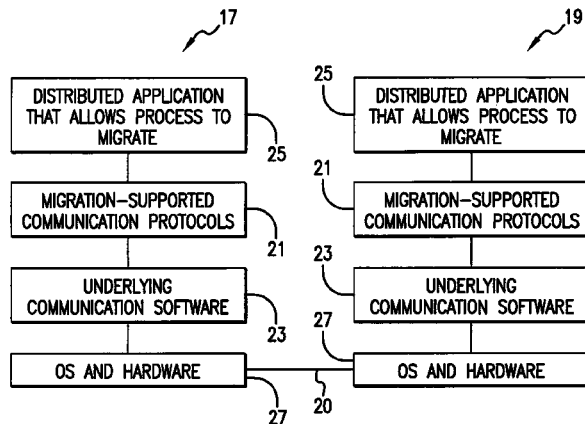 17
19
DISTRIBUTED APPLICATION
THAT ALLOWS PROCESS TO
MIGRATE
25
25
DISTRIBUTED APPLICATION
THAT ALLOWS PROCESS TO
MIGRATE
MIGRATION-SUPPORTED
COMMUNICATION PROTOCOLS
21
21
MIGRATION-SUPPORTED
COMMUNICATION PROTOCOLS
UNDERLYING
COMMUNICATION SOFTWARE
23
23
UNDERLYING
COMMUNICATION SOFTWARE
OS AND HARDWARE
27
20
27
OS AND HARDWARE